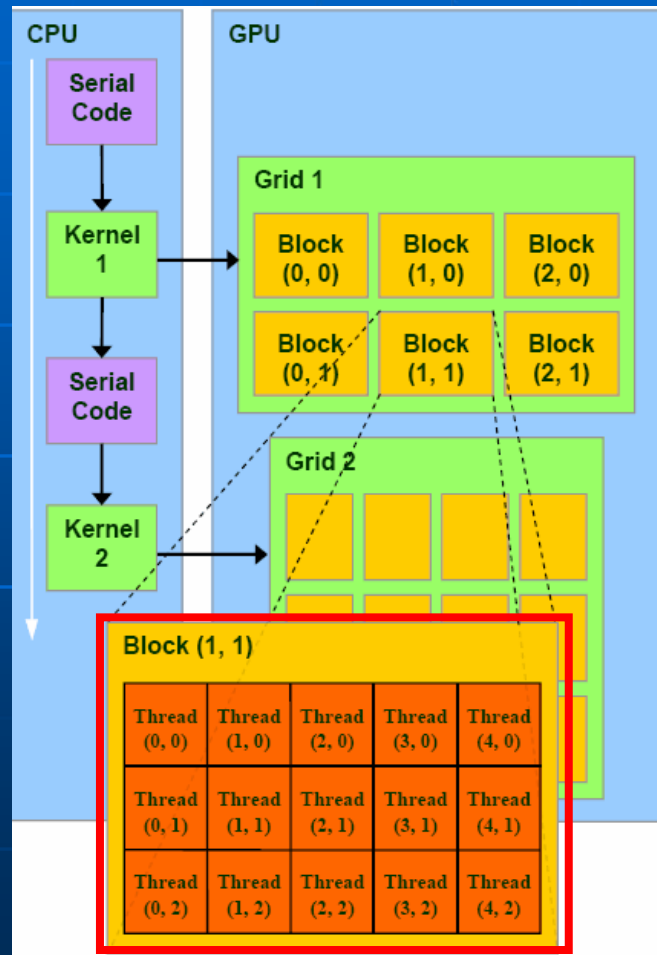 CPU
GPU
Serial
Code
Grid 1
Kernel
1
Block
(0, 0)
Block
(1, 0)
Block
(2, 0)
Block
(0, 1)
Block
(1, 1)
Block
(2, 1)
Serial
Code
Grid 2
Kernel
2
Block (1, 1)
Thread
(0, 0)
Thread
(1, 0)
Thread
(2, 0)
Thread
(3, 0)
Thread
(4, 0)
Thread
(0, 1)
Thread
(1, 1)
Thread
(2, 1)
Thread
(3, 1)
Thread
(4, 1)
Thread
(0, 2)
Thread
(1, 2)
Thread
(2, 2)
Thread
(3, 2)
Thread
(4, 2)